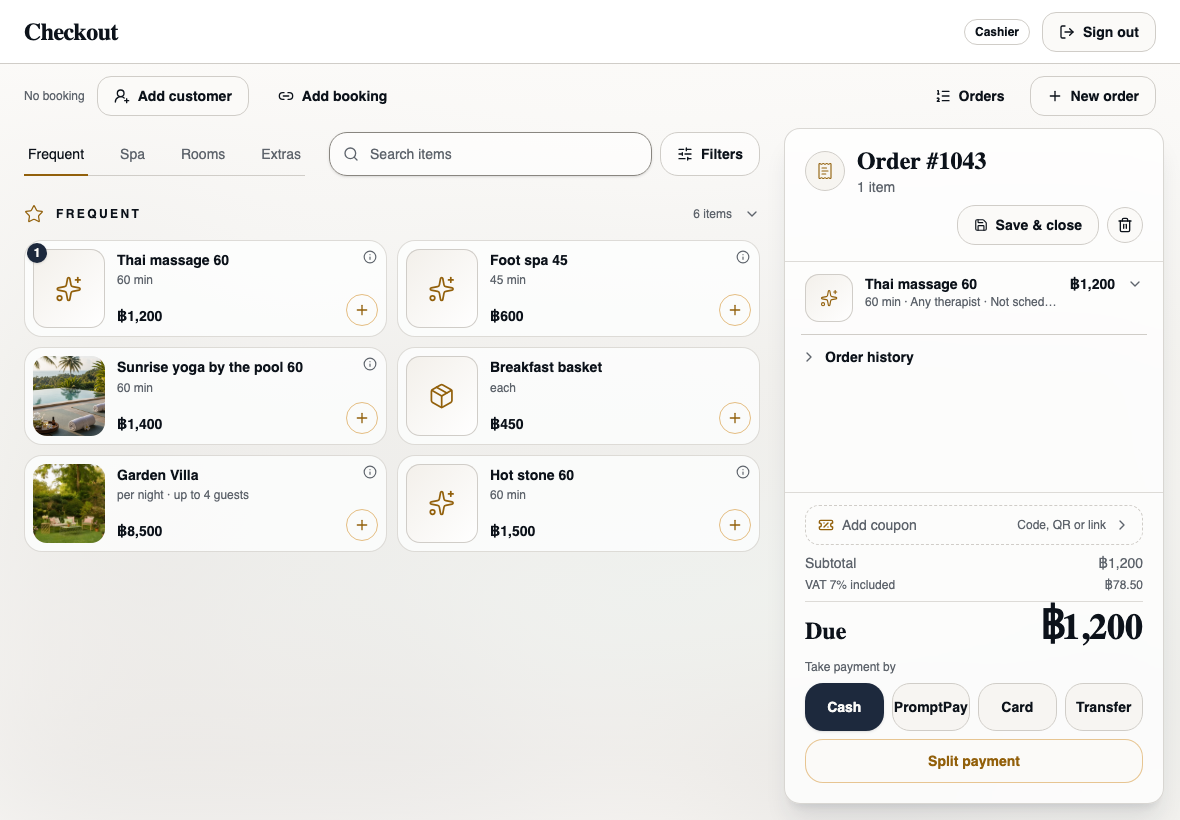 Checkout
Cashier
Sign out
No booking
Add customer
Add booking
Orders
New order
Frequent
Spa
Rooms
Extras
Search items
Filters
FREQUENT
6 items
1
Thai massage 60
60 min
฿1,200
Foot spa 45
45 min
฿600
Sunrise yoga by the pool 60
60 min
฿1,400
Breakfast basket
each
฿450
Garden Villa
per night · up to 4 guests
฿8,500
Hot stone 60
60 min
฿1,500
Order #1043
1 item
Save & close
Thai massage 60
฿1,200
60 min · Any therapist · Not sched…
Order history
Add coupon
Code, QR or link
Subtotal
฿1,200
VAT 7% included
฿78.50
Due
฿1,200
Take payment by
Cash
PromptPay
Card
Transfer
Split payment